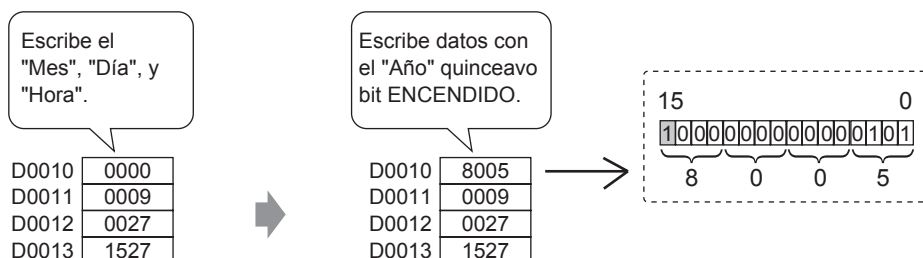 Escribe el
"Mes", "Día", y
"Hora".
Escribe datos con
el "Año" quinceavo
bit ENCENDIDO.
D0010 0000
D0011 0009
D0012 0027
D0013 1527
D0010 8005
D0011 0009
D0012 0027
D0013 1527
15 0
1000000000000101
8 0 0 5